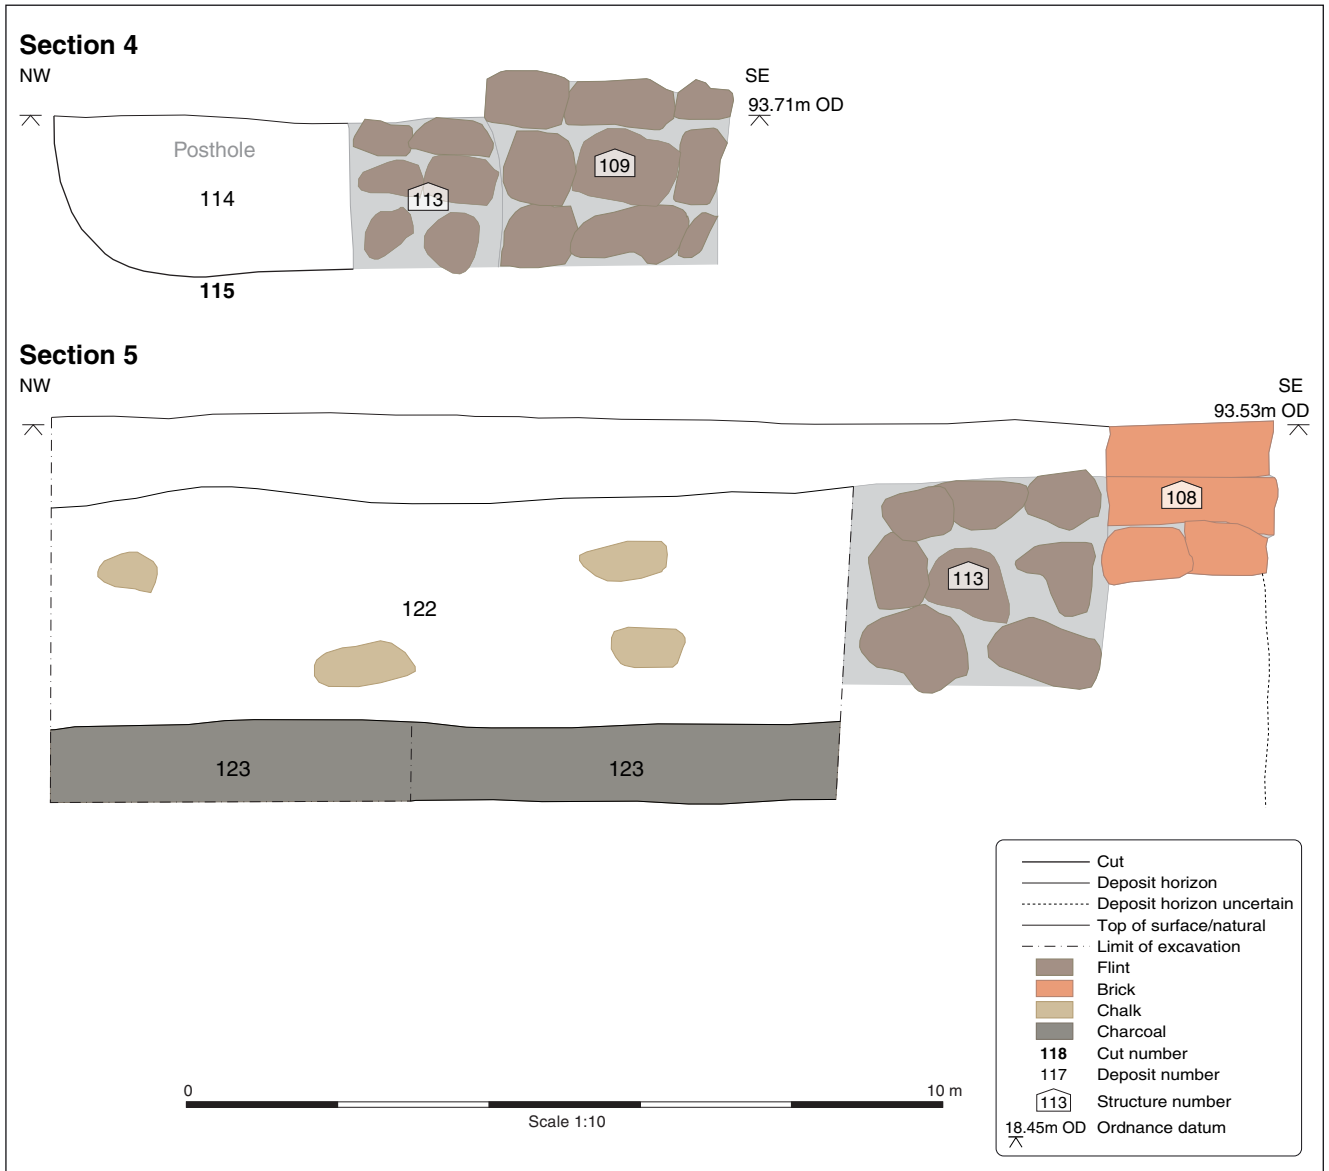 Section 4
NW
SE
93.71m OD
Posthole
114
109
113
115
Section 5
NW
SE
93.53m OD
108
113
122
123
123
Cut
Deposit horizon
Deposit horizon uncertain
Top of surface/natural
Limit of excavation
Flint
Brick
Chalk
Charcoal
118 Cut number
117 Deposit number
113 Structure number
18.45m OD Ordnance datum
0 10 m
Scale 1:10